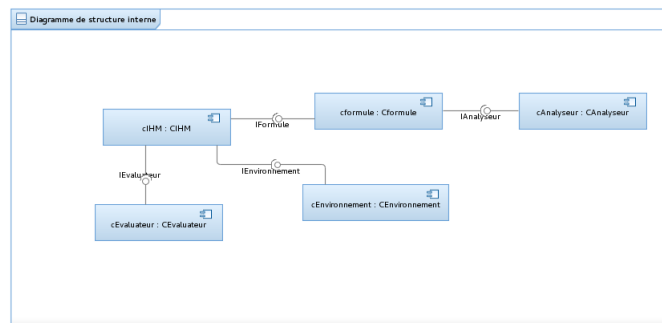 Diagramme de structure interne
cIHM : CIHM
IFormule
cformule : Cformule
IAnalyseur
cAnalyseur : CAnalyseur
IEvaluateur
IEnvironnement
cEvaluateur : CEvaluateur
cEnvironnement : CEnvironnement